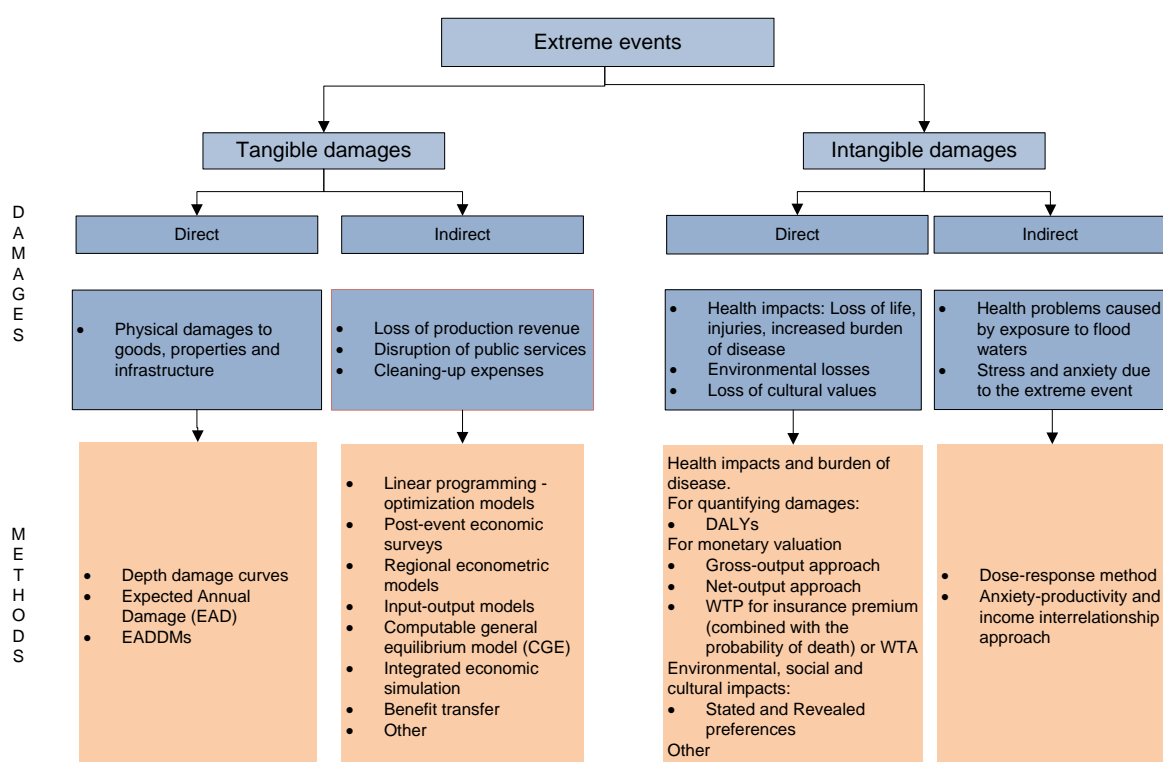 Extreme events
Tangible damages
Intangible damages
DAMAGES
Direct
Indirect
Direct
Indirect
• Physical damages to
goods, properties and
infrastructure
• Loss of production revenue
• Disruption of public services
• Cleaning-up expenses
• Health impacts: Loss of life,
injuries, increased burden
of disease
• Environmental losses
• Loss of cultural values
• Health problems caused
by exposure to flood
waters
• Stress and anxiety due
to the extreme event
METHODS
• Depth damage curves
• Expected Annual
Damage (EAD)
• EADDMs
• Linear programming -
optimization models
• Post-event economic
surveys
• Regional econometric
models
• Input-output models
• Computable general
equilibrium model (CGE)
• Integrated economic
simulation
• Benefit transfer
• Other
Health impacts and burden of
disease.
For quantifying damages:
• DALYs
For monetary valuation
• Gross-output approach
• Net-output approach
• WTP for insurance premium
(combined with the
probability of death) or WTA
Environmental, social and
cultural impacts:
• Stated and Revealed
preferences
Other
• Dose-response method
• Anxiety-productivity and
income interrelationship
approach